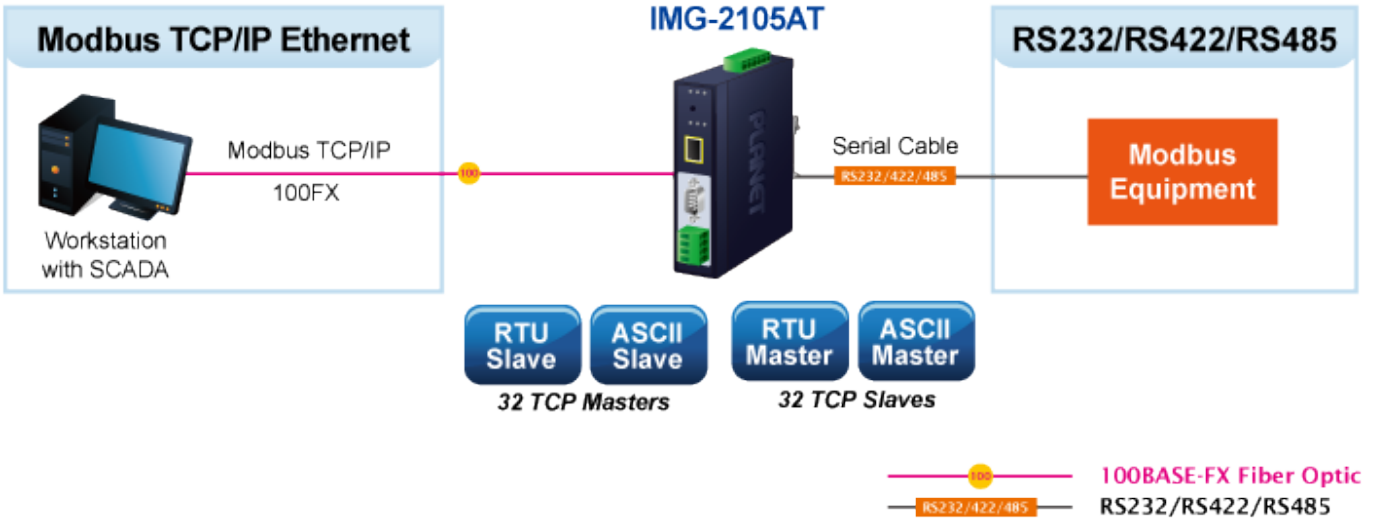 IMG-2105AT
Modbus TCP/IP Ethernet
RS232/RS422/RS485
Modbus TCP/IP
100
100FX
Workstation
with SCADA
PLANET
Serial Cable
RS232/422/485
Modbus
Equipment
RTU
Slave
ASCII
Slave
RTU
Master
ASCII
Master
32 TCP Masters
32 TCP Slaves
100
100BASE-FX Fiber Optic
RS232/422/485
RS232/RS422/RS485